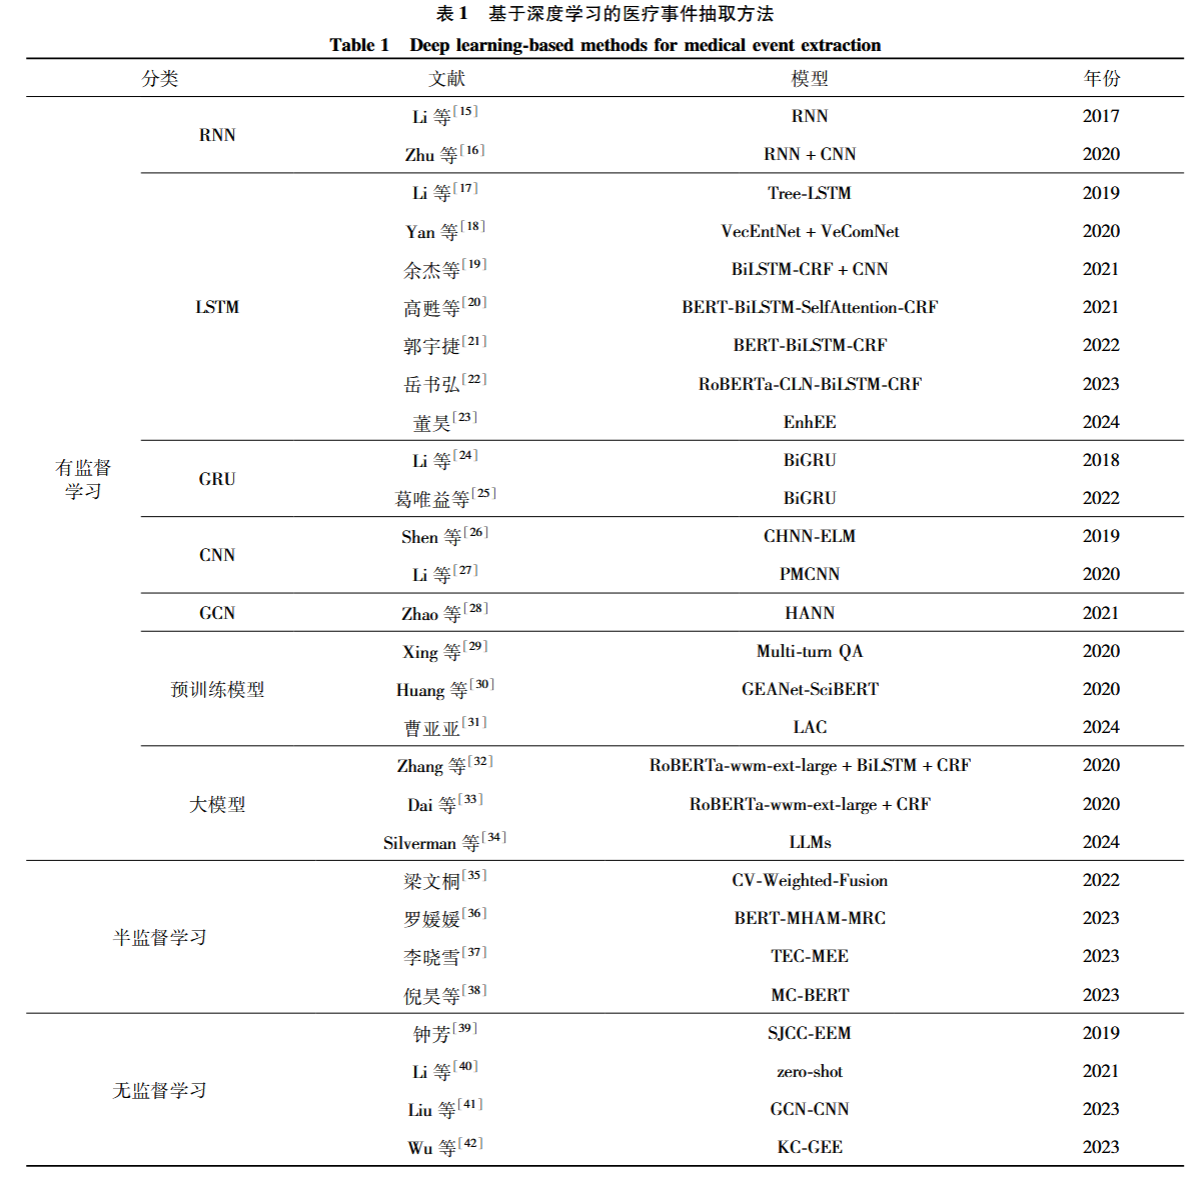 表 1 基于深度学习的医疗事件抽取方法
Table 1 Deep learning-based methods for medical event extraction
分类 文献 模型 年份
有监督学习 RNN Li 等[15] RNN 2017
Zhu 等[16] RNN + CNN 2020
LSTM Li 等[17] Tree-LSTM 2019
Yan 等[18] VecEntNet + VeComNet 2020
余杰等[19] BiLSTM-CRF + CNN 2021
高甦等[20] BERT-BiLSTM-SelfAttention-CRF 2021
郭宇捷[21] BERT-BiLSTM-CRF 2022
岳书弘[22] RoBERTa-CLN-BiLSTM-CRF 2023
董昊[23] EnhEE 2024
GRU Li 等[24] BiGRU 2018
葛唯益等[25] BiGRU 2022
CNN Shen 等[26] CHNN-ELM 2019
Li 等[27] PMCNN 2020
GCN Zhao 等[28] HANN 2021
预训练模型 Xing 等[29] Multi-turn QA 2020
Huang 等[30] GEANet-SciBERT 2020
曹亚亚[31] LAC 2024
大模型 Zhang 等[32] RoBERTa-wwm-ext-large + BiLSTM + CRF 2020
Dai 等[33] RoBERTa-wwm-ext-large + CRF 2020
Silverman 等[34] LLMs 2024
半监督学习 梁文桐[35] CV-Weighted-Fusion 2022
罗媛媛[36] BERT-MHAM-MRC 2023
李晓雪[37] TEC-MEE 2023
倪昊等[38] MC-BERT 2023
无监督学习 钟芳[39] SJCC-EEM 2019
Li 等[40] zero-shot 2021
Liu 等[41] GCN-CNN 2023
Wu 等[42] KC-GEE 2023